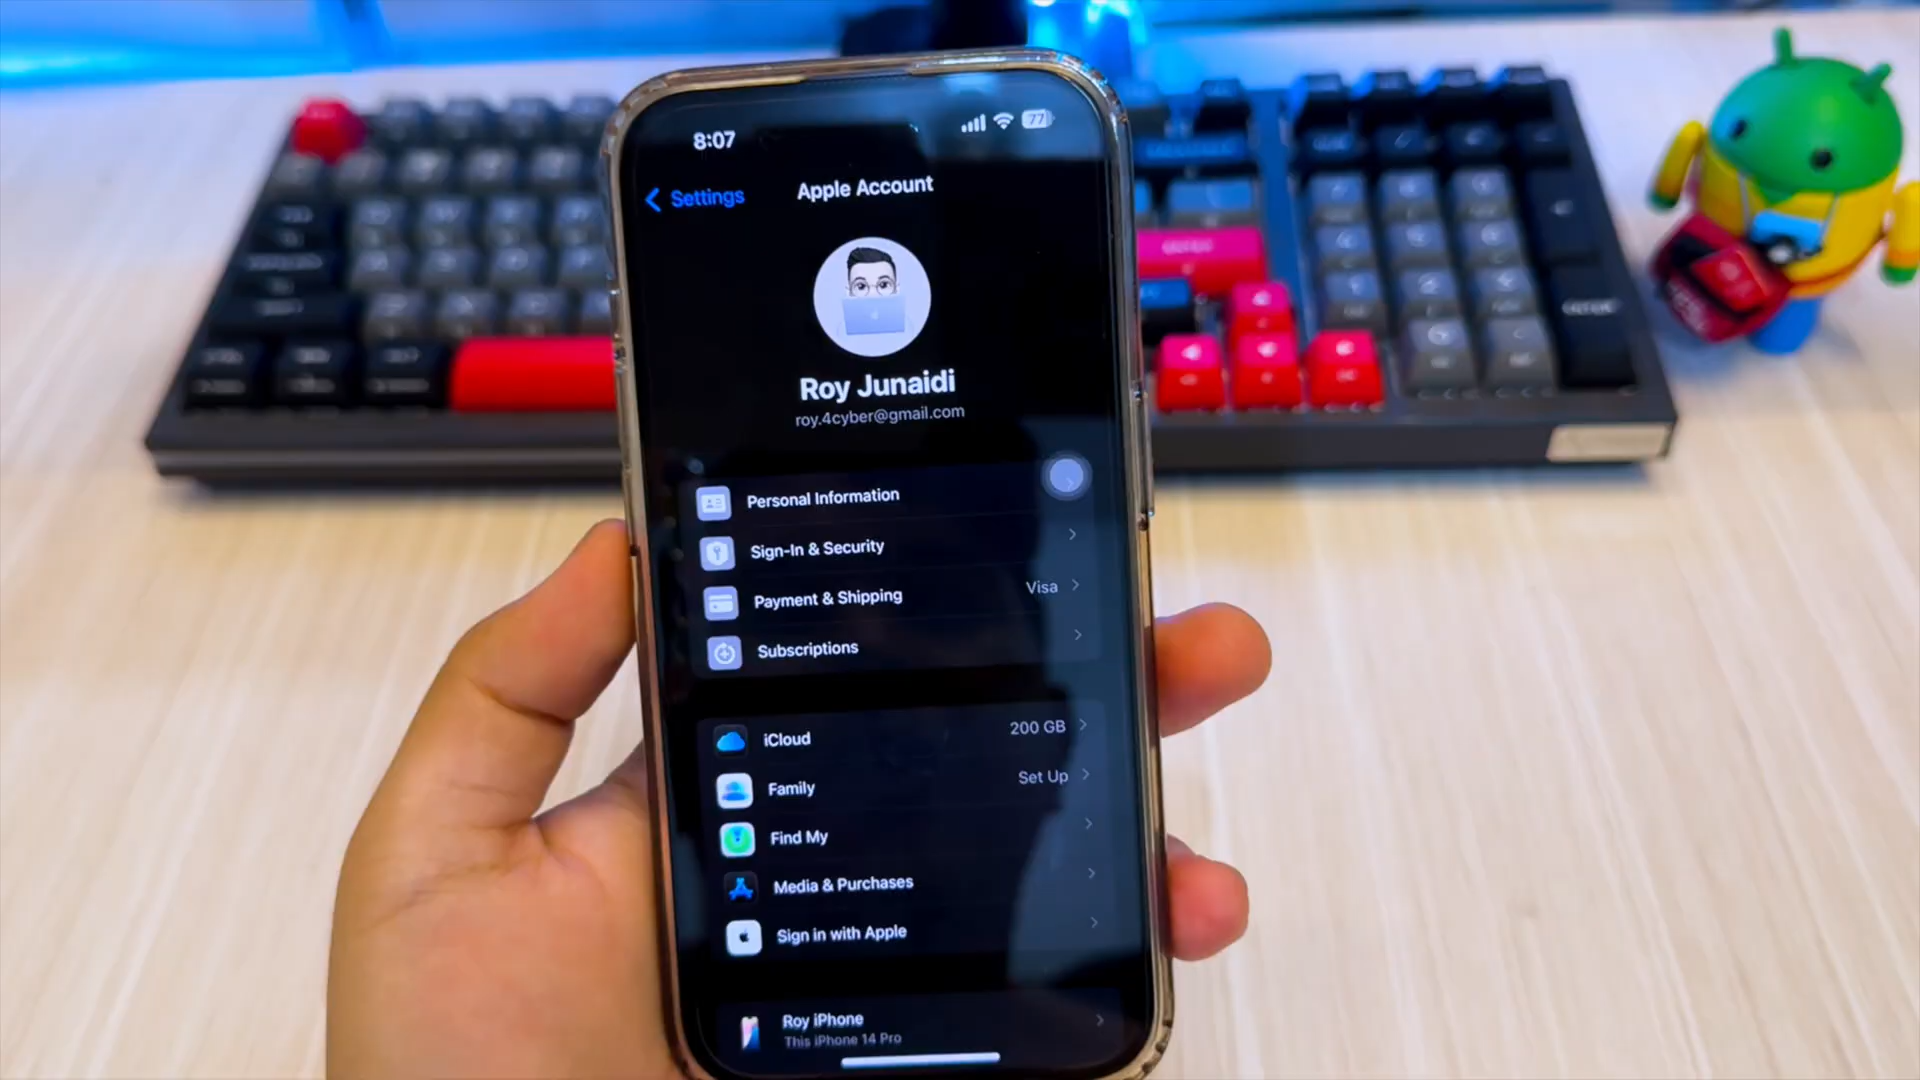 8:07
77
Settings
Apple Account
Roy Junaidi
roy.4cyber@gmail.com
Personal Information
Sign-In & Security
Payment & Shipping
Visa
Subscriptions
iCloud
200 GB
Family
Set Up
Find My
Media & Purchases
Sign in with Apple
Roy iPhone
This iPhone 14 Pro